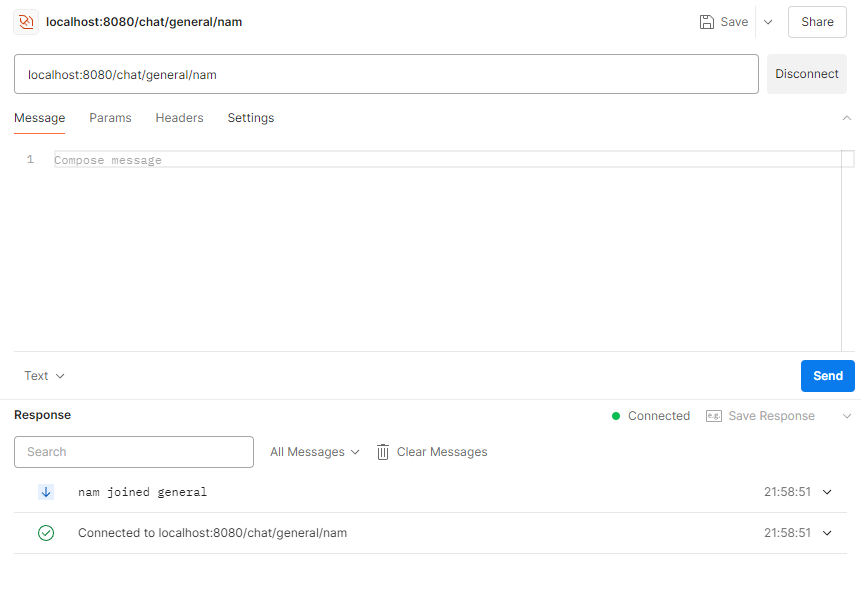 localhost:8080/chat/general/nam
Save
Share
localhost:8080/chat/general/nam
Disconnect
Message Params Headers Settings
1 Compose message
Text
Send
Response
Connected
e.g. Save Response
Search
All Messages
Clear Messages
nam joined general 21:58:51
Connected to localhost:8080/chat/general/nam 21:58:51